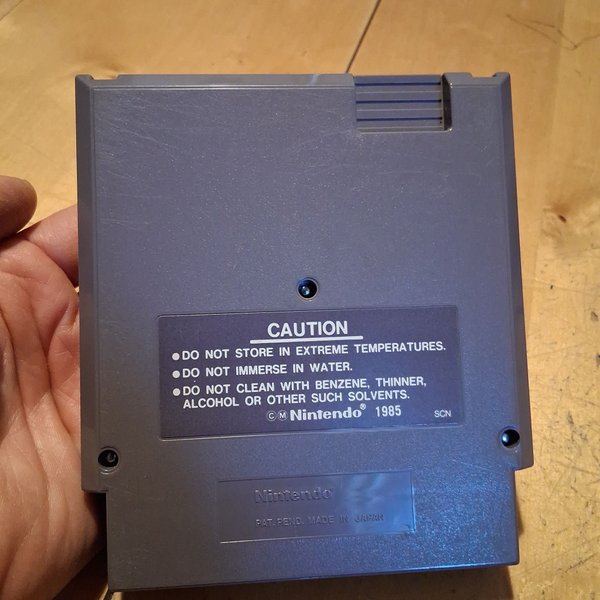 CAUTION
●DO NOT STORE IN EXTREME TEMPERATURES.
●DO NOT IMMERSE IN WATER.
●DO NOT CLEAN WITH BENZENE, THINNER,
ALCOHOL OR OTHER SUCH SOLVENTS.
©Ⓜ Nintendo® 1985 SCN
Nintendo
PAT. PEND. MADE IN JAPAN